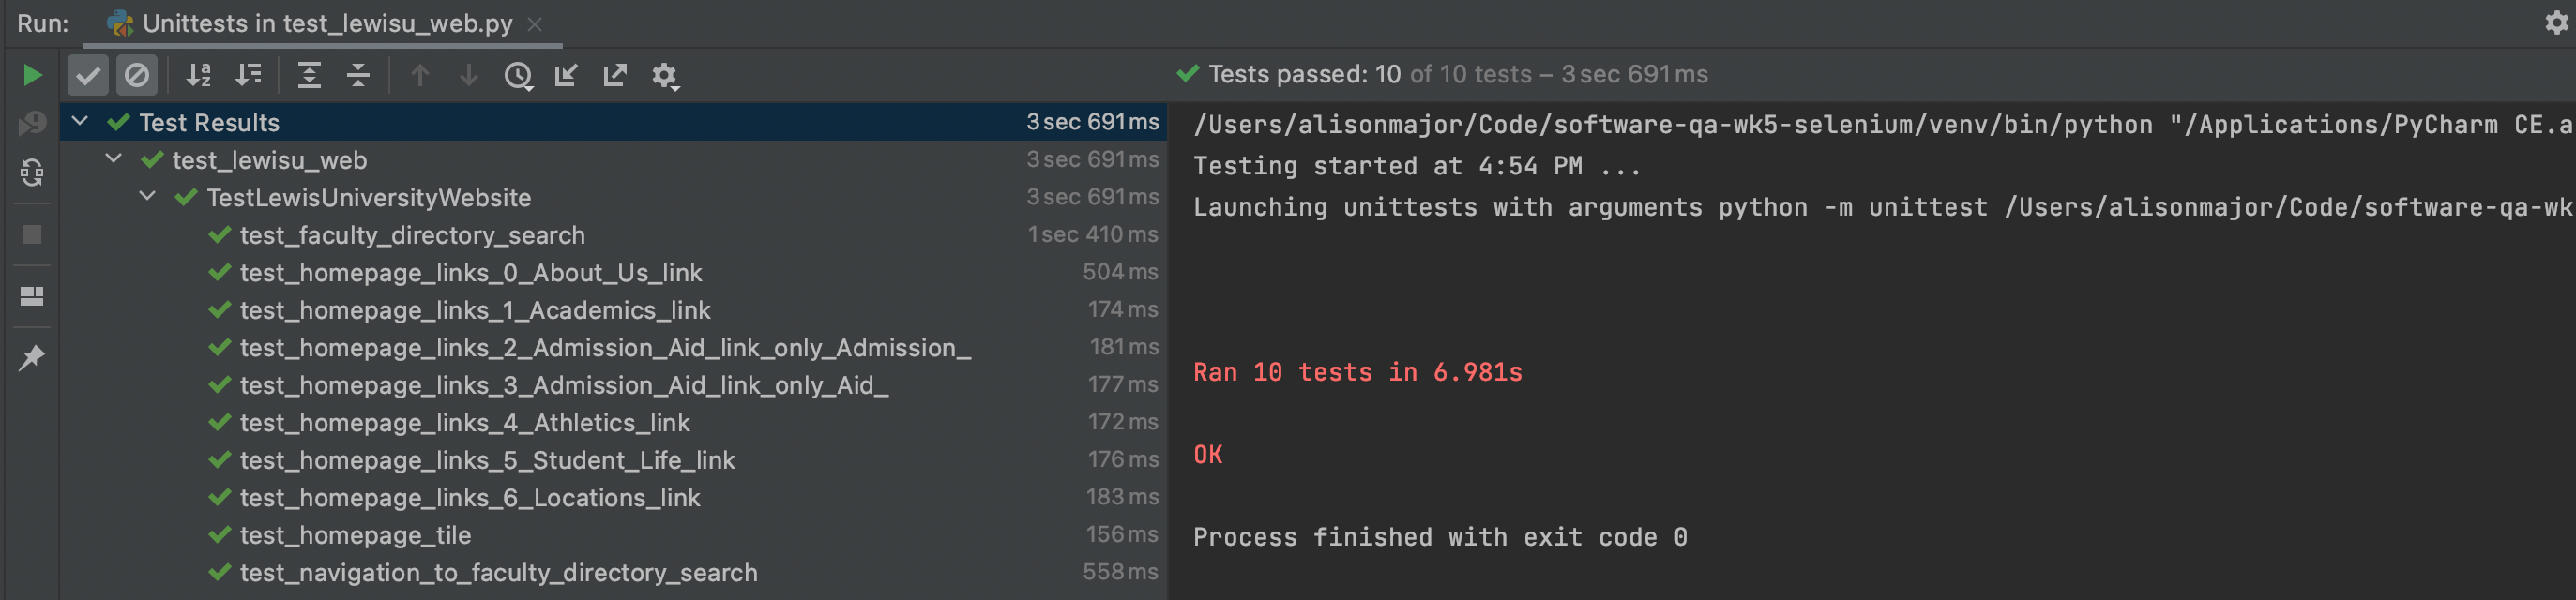 Run: Unittests in test_lewisu_web.py
Tests passed: 10 of 10 tests – 3 sec 691 ms
Test Results 3 sec 691 ms
test_lewisu_web 3 sec 691 ms
TestLewisUniversityWebsite 3 sec 691 ms
test_faculty_directory_search 1 sec 410 ms
test_homepage_links_0_About_Us_link 504 ms
test_homepage_links_1_Academics_link 174 ms
test_homepage_links_2_Admission_Aid_link_only_Admission_ 181 ms
test_homepage_links_3_Admission_Aid_link_only_Aid_ 177 ms
test_homepage_links_4_Athletics_link 172 ms
test_homepage_links_5_Student_Life_link 176 ms
test_homepage_links_6_Locations_link 183 ms
test_homepage_tile 156 ms
test_navigation_to_faculty_directory_search 558 ms
/Users/alisonmajor/Code/software-qa-wk5-selenium/venv/bin/python "/Applications/PyCharm CE.a
Testing started at 4:54 PM ...
Launching unittests with arguments python -m unittest /Users/alisonmajor/Code/software-qa-wk
Ran 10 tests in 6.981s
OK
Process finished with exit code 0